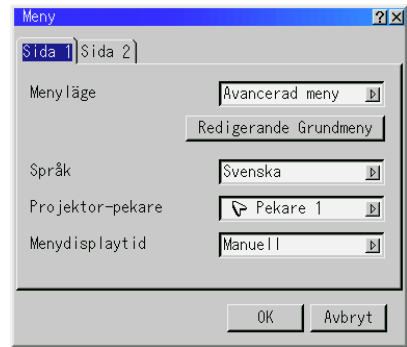 Meny
Sida 1 Sida 2
Menyläge Avancerad meny
Redigerande Grundmeny
Språk Svenska
Projektor-pekare Pekare 1
Menydisplaytid Manuell
OK Avbryt